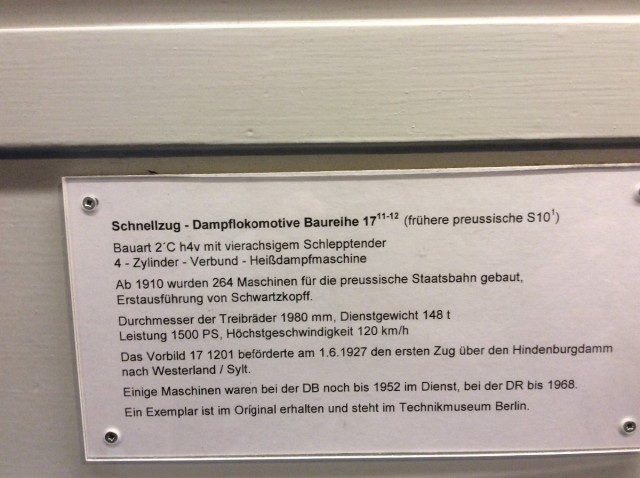 Schnellzug - Dampflokomotive Baureihe 17¹¹⁻¹² (frühere preussische S10¹)
Bauart 2´C h4v mit vierachsigem Schlepptender
4 - Zylinder - Verbund - Heißdampfmaschine
Ab 1910 wurden 264 Maschinen für die preussische Staatsbahn gebaut,
Erstausführung von Schwartzkopff.
Durchmesser der Treibräder 1980 mm, Dienstgewicht 148 t
Leistung 1500 PS, Höchstgeschwindigkeit 120 km/h
Das Vorbild 17 1201 beförderte am 1.6.1927 den ersten Zug über den Hindenburgdamm
nach Westerland / Sylt.
Einige Maschinen waren bei der DB noch bis 1952 im Dienst, bei der DR bis 1968.
Ein Exemplar ist im Original erhalten und steht im Technikmuseum Berlin.